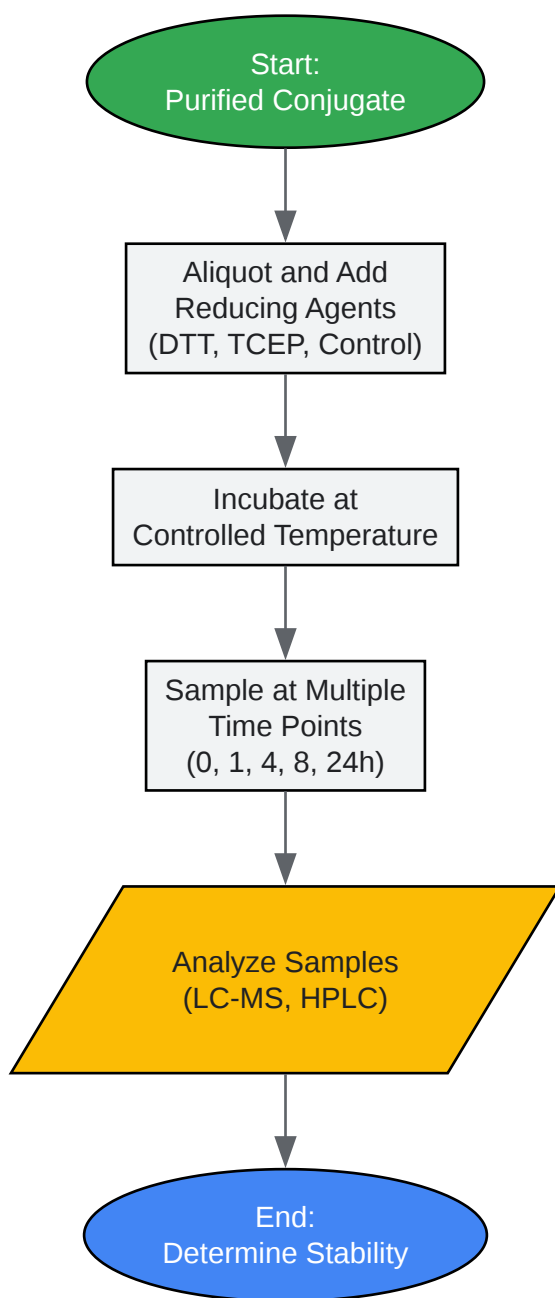 Start:
Purified Conjugate
Aliquot and Add
Reducing Agents
(DTT, TCEP, Control)
Incubate at
Controlled Temperature
Sample at Multiple
Time Points
(0, 1, 4, 8, 24h)
Analyze Samples
(LC-MS, HPLC)
End:
Determine Stability